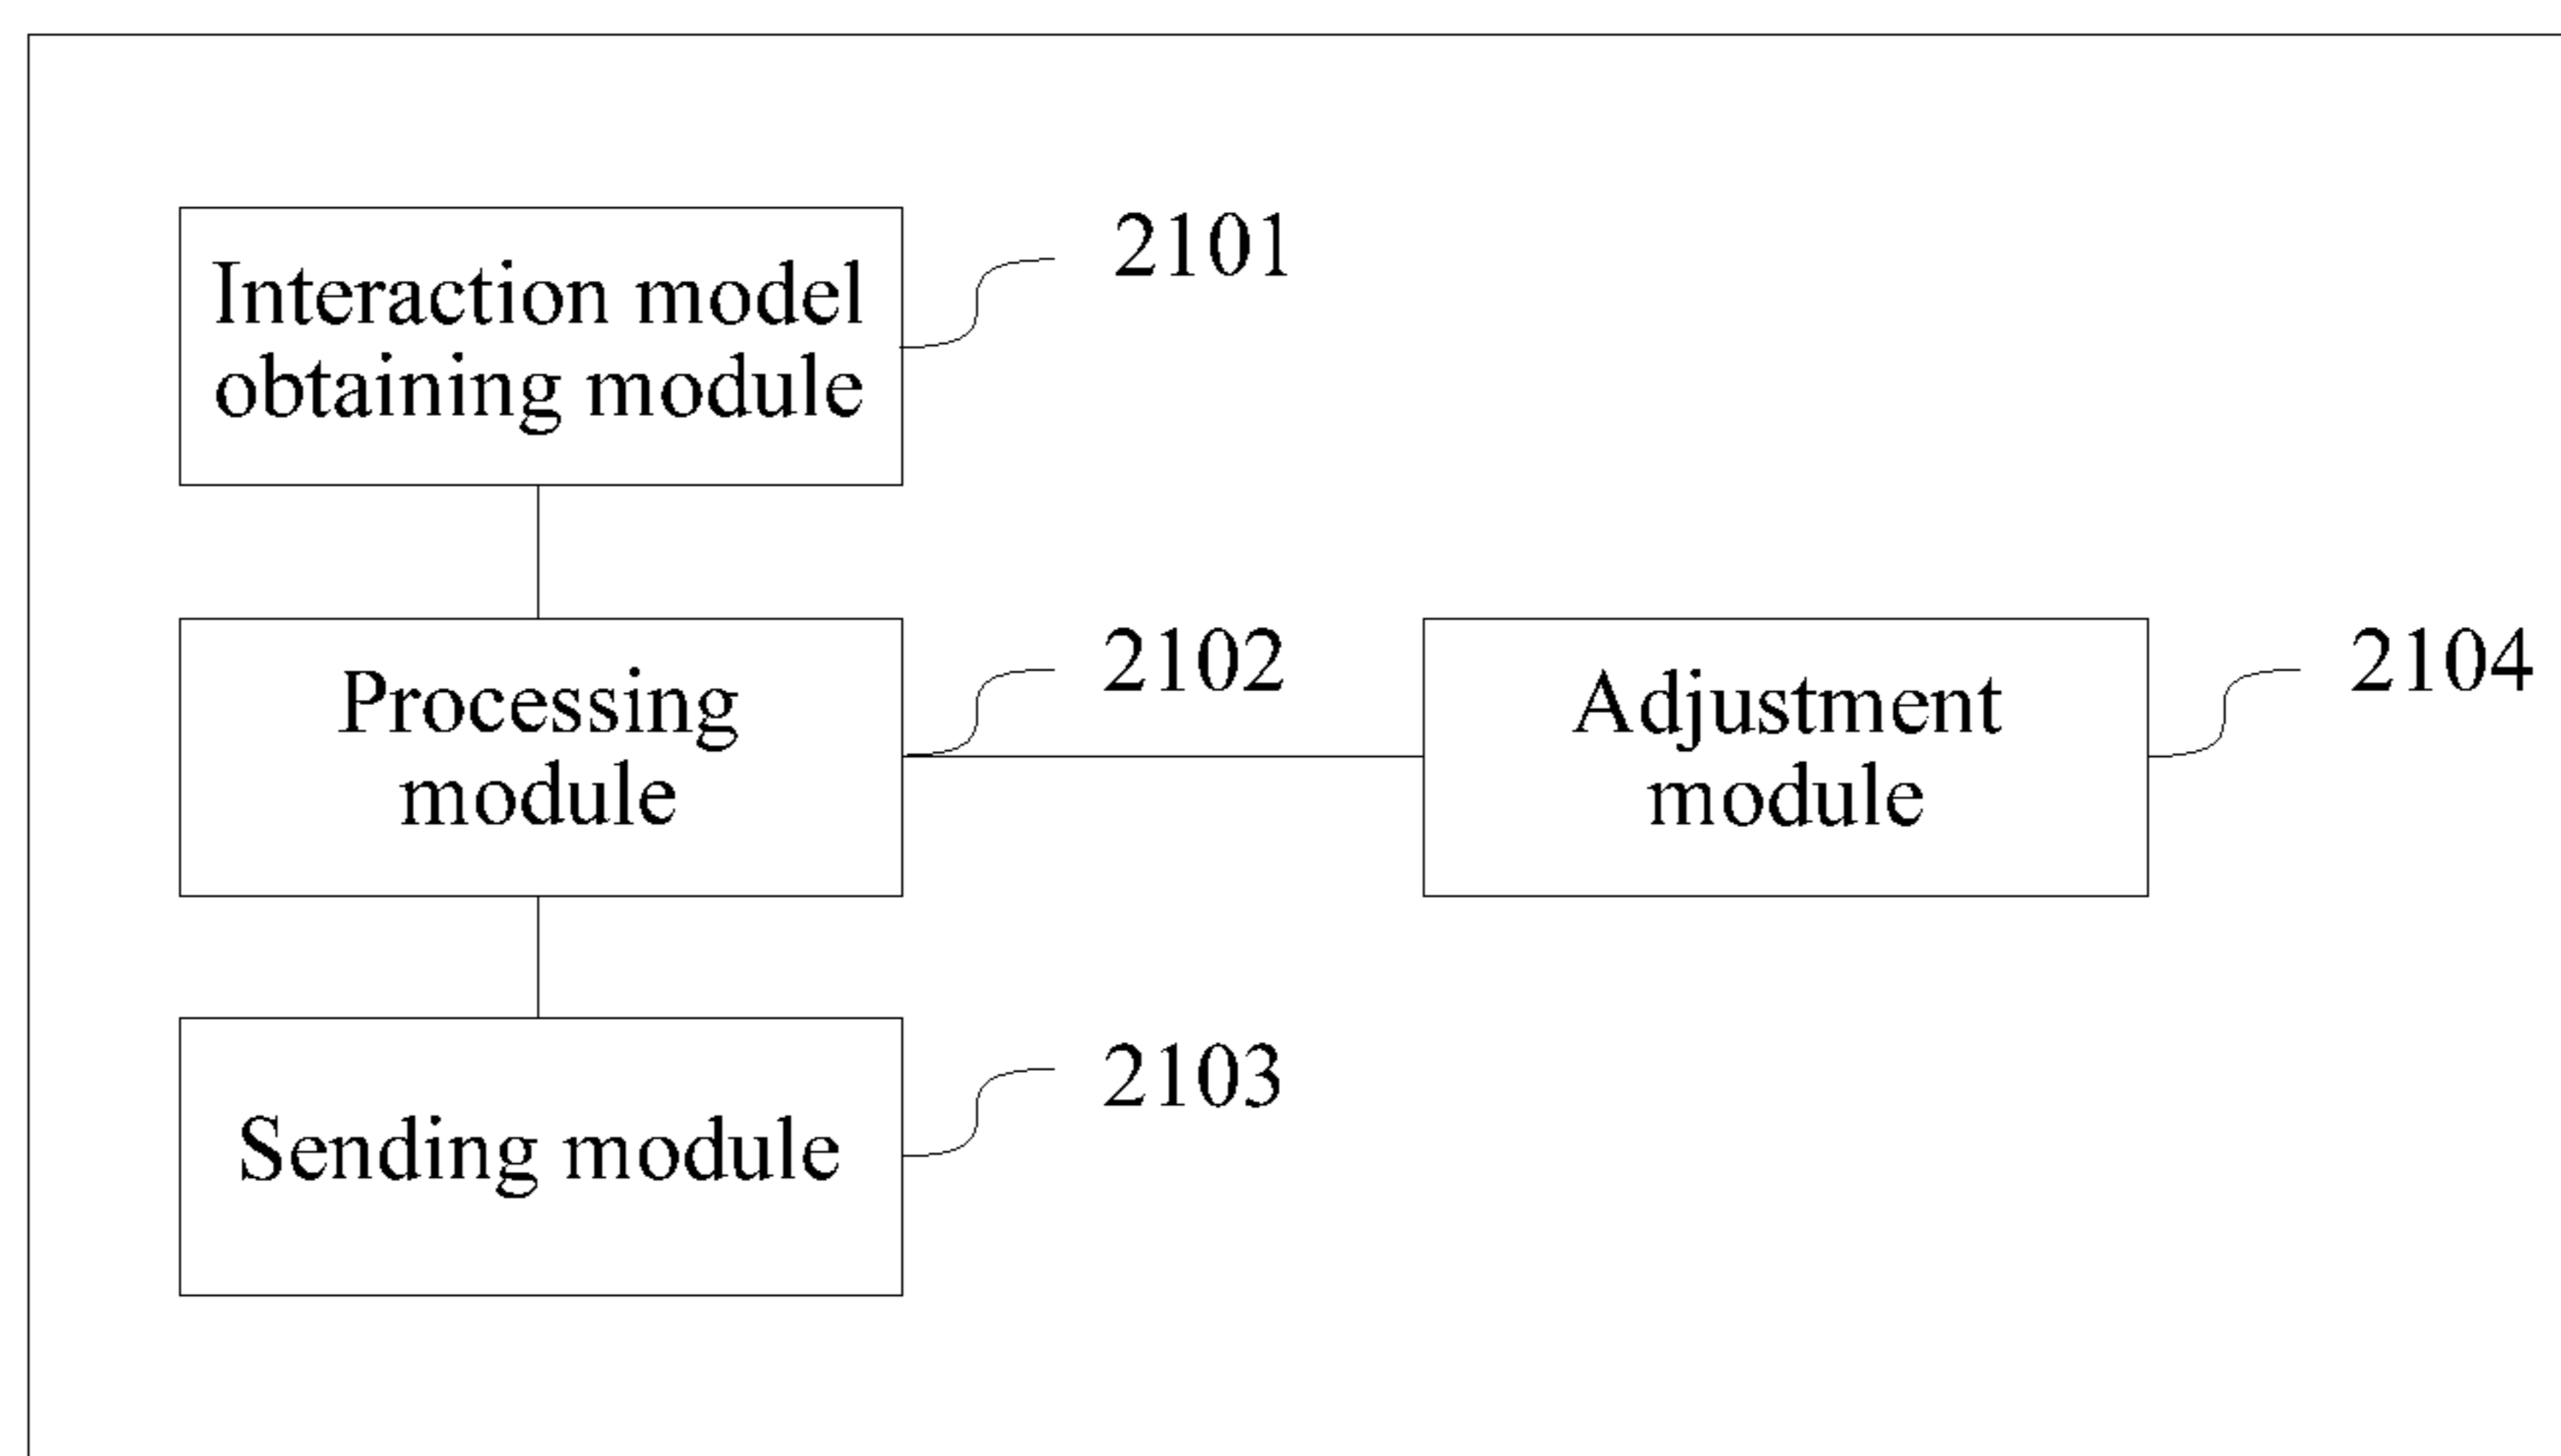 Interaction model
obtaining module
2101
Processing
module
2102
Adjustment
module
2104
Sending module
2103